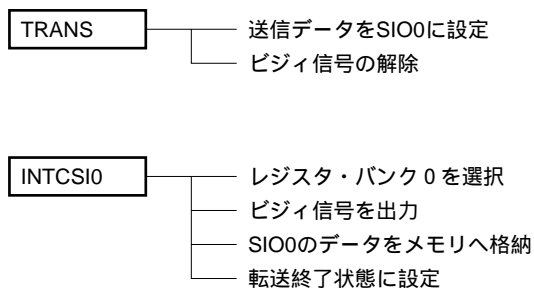 TRANS
送信データをSIO0に設定
ビジィ信号の解除
INTCSI0
レジスタ・バンク０を選択
ビジィ信号を出力
SIO0のデータをメモリへ格納
転送終了状態に設定